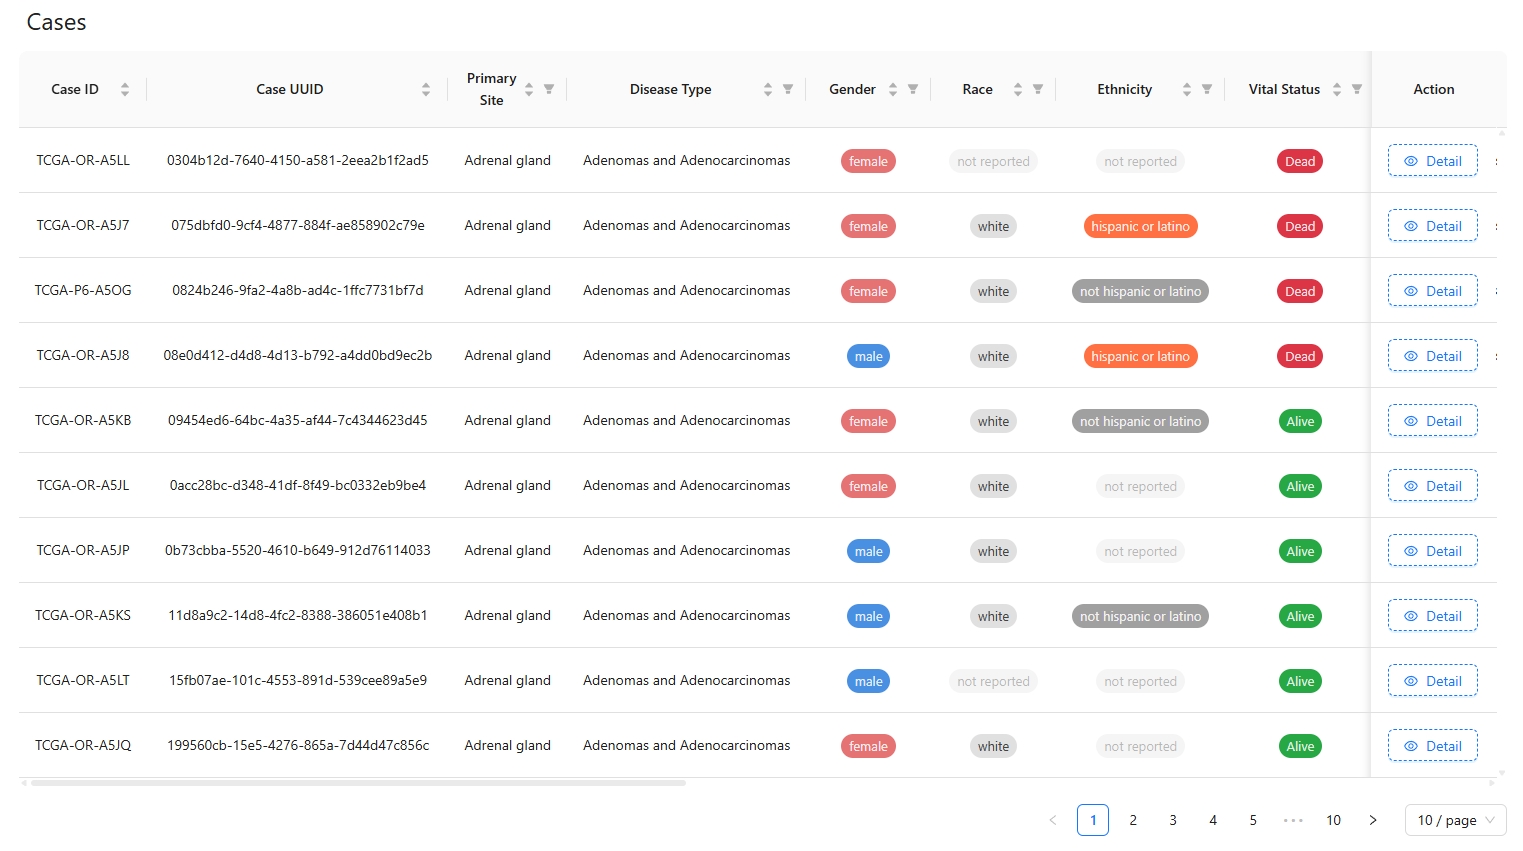 Cases
Case ID Case UUID Primary Site Disease Type Gender Race Ethnicity Vital Status Action
TCGA-OR-A5LL 0304b12d-7640-4150-a581-2eea2b1f2ad5 Adrenal gland Adenomas and Adenocarcinomas female not reported not reported Dead Detail
TCGA-OR-A5J7 075dbfd0-9cf4-4877-884f-ae858902c79e Adrenal gland Adenomas and Adenocarcinomas female white hispanic or latino Dead Detail
TCGA-P6-A5OG 0824b246-9fa2-4a8b-ad4c-1ffc7731bf7d Adrenal gland Adenomas and Adenocarcinomas female white not hispanic or latino Dead Detail
TCGA-OR-A5J8 08e0d412-d4d8-4d13-b792-a4dd0bd9ec2b Adrenal gland Adenomas and Adenocarcinomas male white hispanic or latino Dead Detail
TCGA-OR-A5KB 09454ed6-64bc-4a35-af44-7c4344623d45 Adrenal gland Adenomas and Adenocarcinomas female white not hispanic or latino Alive Detail
TCGA-OR-A5JL 0acc28bc-d348-41df-8f49-bc0332eb9be4 Adrenal gland Adenomas and Adenocarcinomas female white not reported Alive Detail
TCGA-OR-A5JP 0b73cbba-5520-4610-b649-912d76114033 Adrenal gland Adenomas and Adenocarcinomas male white not reported Alive Detail
TCGA-OR-A5KS 11d8a9c2-14d8-4fc2-8388-386051e408b1 Adrenal gland Adenomas and Adenocarcinomas male white not hispanic or latino Alive Detail
TCGA-OR-A5LT 15fb07ae-101c-4553-891d-539cee89a5e9 Adrenal gland Adenomas and Adenocarcinomas male not reported not reported Alive Detail
TCGA-OR-A5JQ 199560cb-15e5-4276-865a-7d44d47c856c Adrenal gland Adenomas and Adenocarcinomas female white not reported Alive Detail
< 1 2 3 4 5 ••• 10 > 10 / page